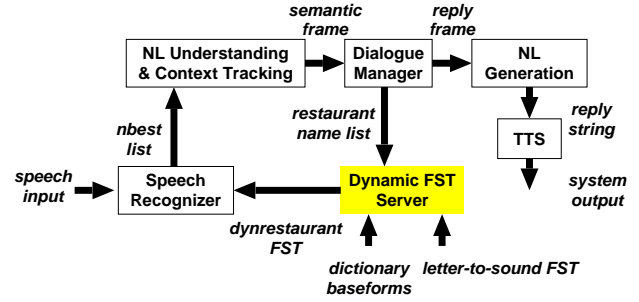 semantic
frame
reply
frame
NL Understanding
& Context Tracking
Dialogue
Manager
NL
Generation
nbest
list
restaurant
name list
reply
string
TTS
speech
input
Speech
Recognizer
Dynamic FST
Server
system
output
dynrestaurant
FST
dictionary
baseforms
letter-to-sound FST